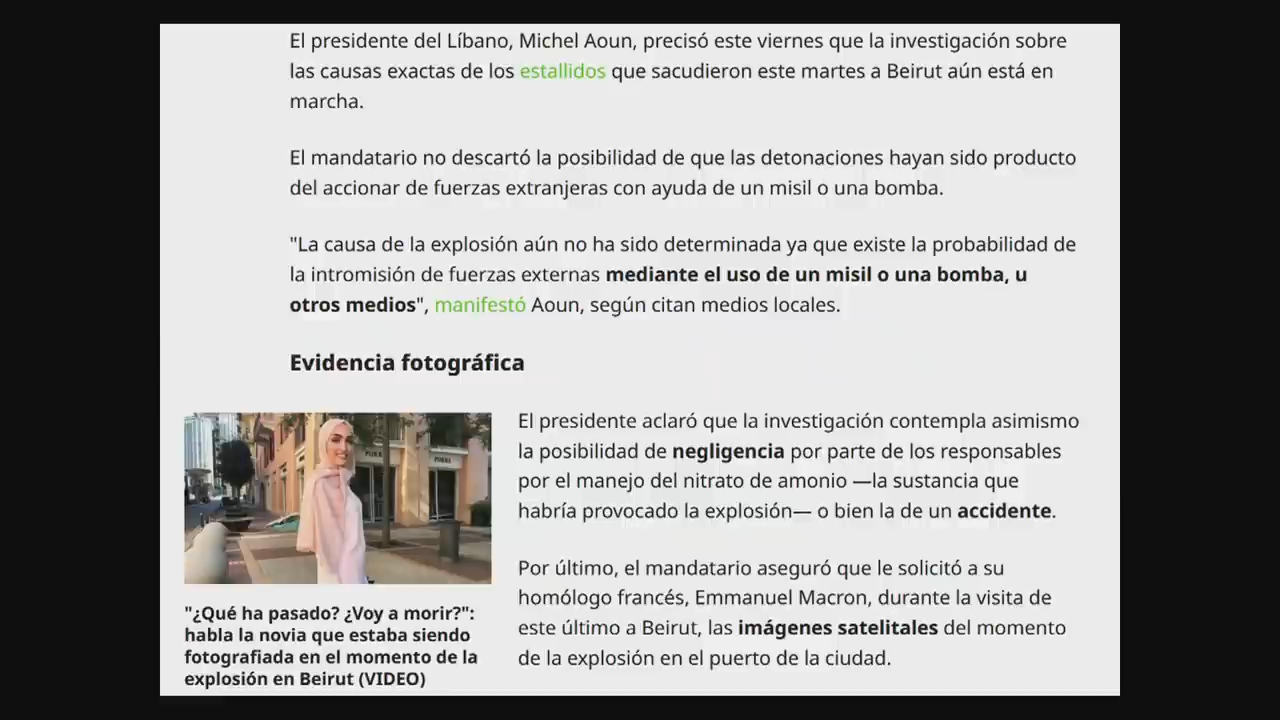 El presidente del Líbano, Michel Aoun, precisó este viernes que la investigación sobre
las causas exactas de los estallidos que sacudieron este martes a Beirut aún está en
marcha.
El mandatario no descartó la posibilidad de que las detonaciones hayan sido producto
del accionar de fuerzas extranjeras con ayuda de un misil o una bomba.
"La causa de la explosión aún no ha sido determinada ya que existe la probabilidad de
la intromisión de fuerzas externas mediante el uso de un misil o una bomba, u
otros medios", manifestó Aoun, según citan medios locales.
Evidencia fotográfica
El presidente aclaró que la investigación contempla asimismo
la posibilidad de negligencia por parte de los responsables
por el manejo del nitrato de amonio —la sustancia que
habría provocado la explosión— o bien la de un accidente.
Por último, el mandatario aseguró que le solicitó a su
homólogo francés, Emmanuel Macron, durante la visita de
este último a Beirut, las imágenes satelitales del momento
de la explosión en el puerto de la ciudad.
"¿Qué ha pasado? ¿Voy a morir?":
habla la novia que estaba siendo
fotografiada en el momento de la
explosión en Beirut (VIDEO)